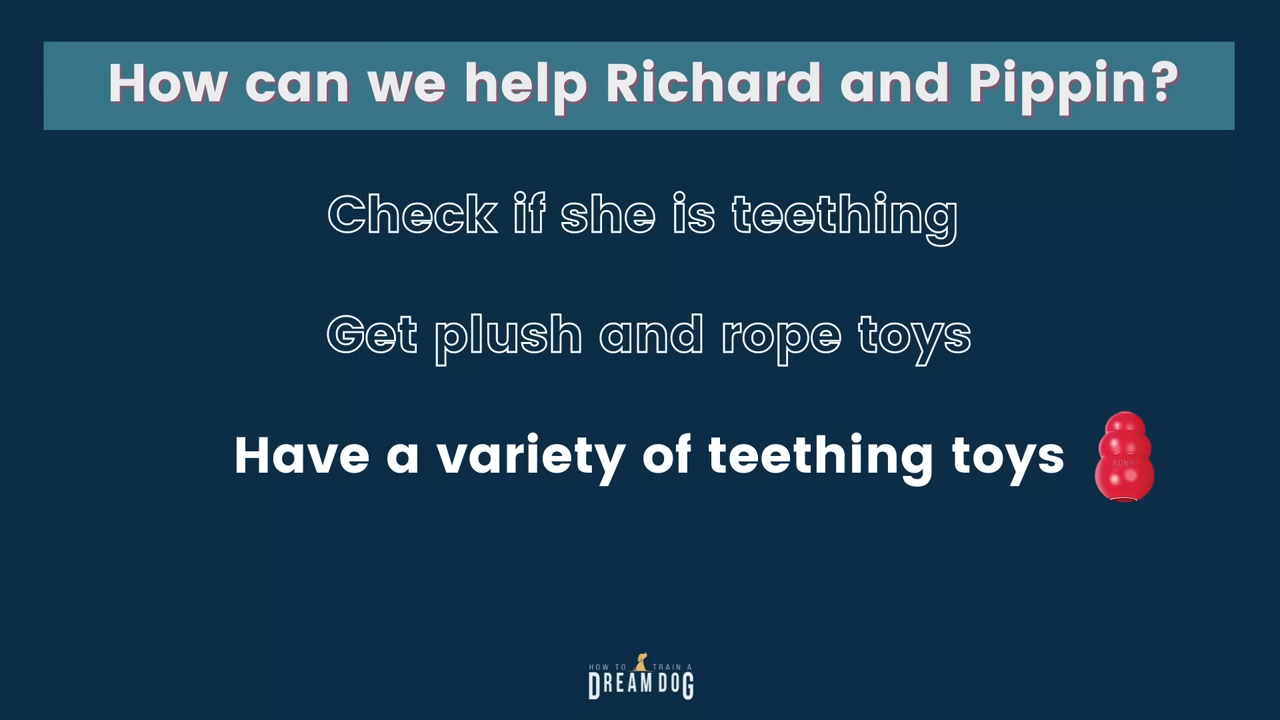 How can we help Richard and Pippin?
Check if she is teething
Get plush and rope toys
Have a variety of teething toys
KONG
HOW TO TRAIN A
DREAM DOG